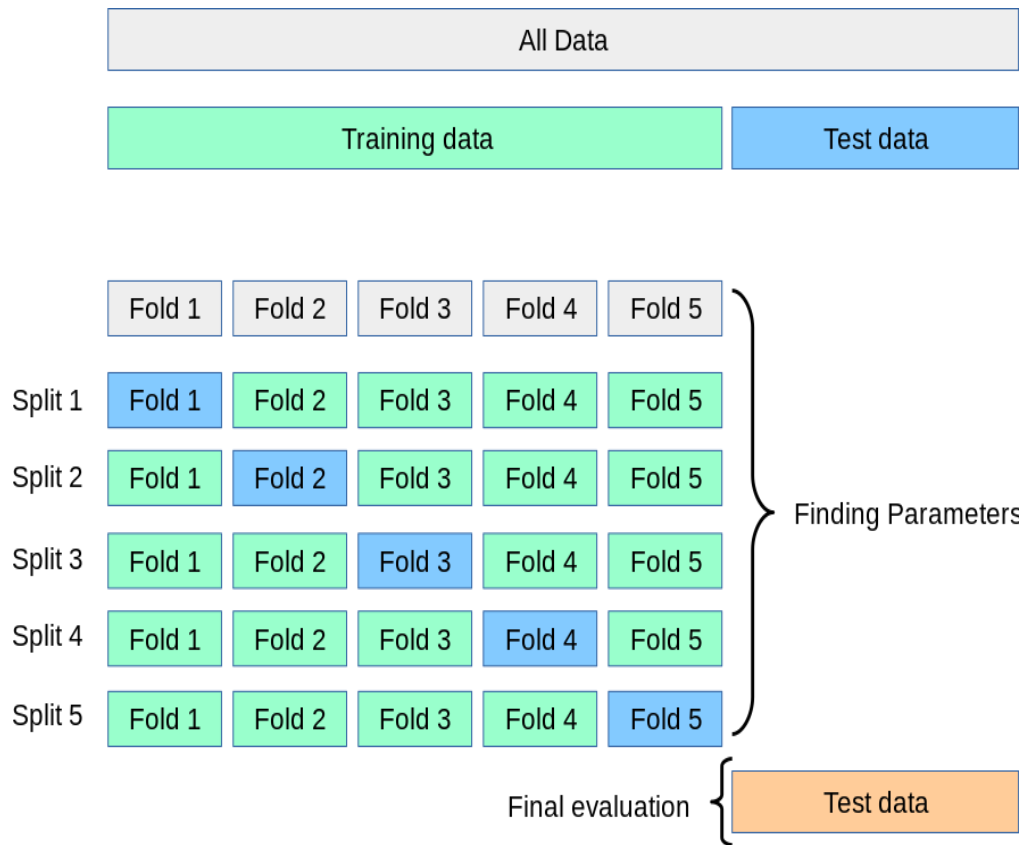 All Data
Training data Test data
Fold 1 Fold 2 Fold 3 Fold 4 Fold 5
Split 1 Fold 1 Fold 2 Fold 3 Fold 4 Fold 5
Split 2 Fold 1 Fold 2 Fold 3 Fold 4 Fold 5
Finding Parameters
Split 3 Fold 1 Fold 2 Fold 3 Fold 4 Fold 5
Split 4 Fold 1 Fold 2 Fold 3 Fold 4 Fold 5
Split 5 Fold 1 Fold 2 Fold 3 Fold 4 Fold 5
Final evaluation Test data